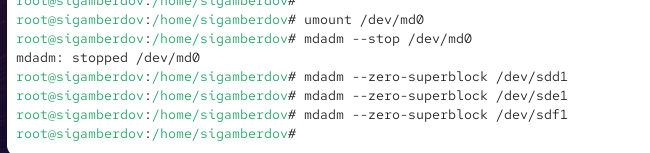 root@sigamberdov:/home/sigamberdov#
root@sigamberdov:/home/sigamberdov# umount /dev/md0
root@sigamberdov:/home/sigamberdov# mdadm --stop /dev/md0
mdadm: stopped /dev/md0
root@sigamberdov:/home/sigamberdov# mdadm --zero-superblock /dev/sdd1
root@sigamberdov:/home/sigamberdov# mdadm --zero-superblock /dev/sde1
root@sigamberdov:/home/sigamberdov# mdadm --zero-superblock /dev/sdf1
root@sigamberdov:/home/sigamberdov#